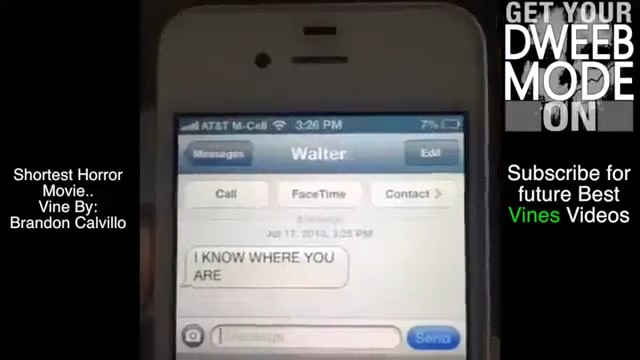 GET YOUR
DWEEB
MODE
ON
Shortest Horror
Movie..
Vine By:
Brandon Calvillo
Subscribe for
future Best
Vines Videos
AT&T M-Cell 3:26 PM 7%
Messages Walter Edit
Call FaceTime Contact >
iMessage
Jul 17, 2013, 3:25 PM
I KNOW WHERE YOU
ARE
iMessage Send